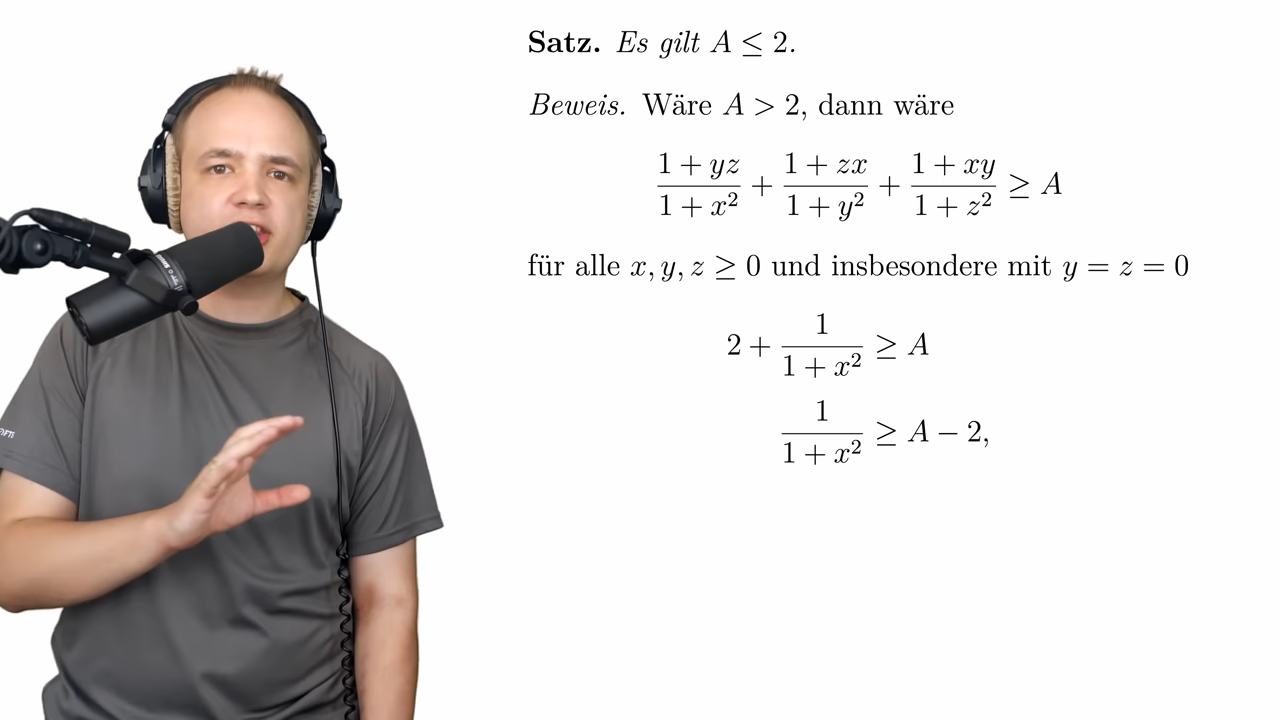 Satz. Es gilt A ≤ 2.
Beweis. Wäre A > 2, dann wäre
(1 + yz)/(1 + x²) + (1 + zx)/(1 + y²) + (1 + xy)/(1 + z²) ≥ A
für alle x, y, z ≥ 0 und insbesondere mit y = z = 0
2 + 1/(1 + x²) ≥ A
1/(1 + x²) ≥ A − 2,